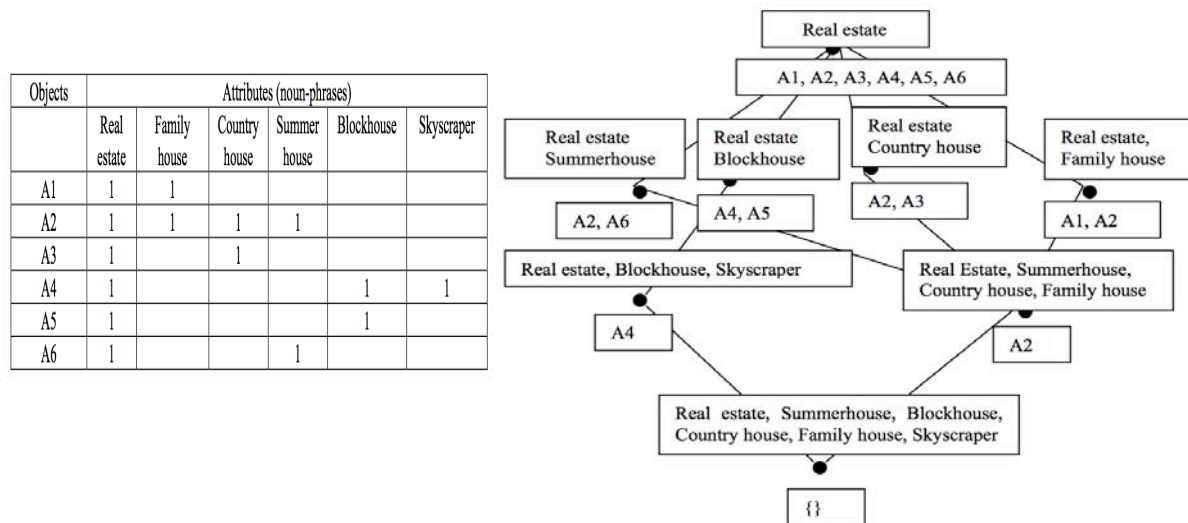 Objects Attributes (noun-phrases)
Real Family Country Summer Blockhouse Skyscraper
estate house house house
A1 1 1
A2 1 1 1 1
A3 1 1
A4 1 1 1
A5 1 1
A6 1 1
Real estate
A1, A2, A3, A4, A5, A6
Real estate
Summerhouse
Real estate
Blockhouse
Real estate
Country house
Real estate,
Family house
A2, A6
A4, A5
A2, A3
A1, A2
Real estate, Blockhouse, Skyscraper
Real Estate, Summerhouse,
Country house, Family house
A4
A2
Real estate, Summerhouse, Blockhouse,
Country house, Family house, Skyscraper
{}